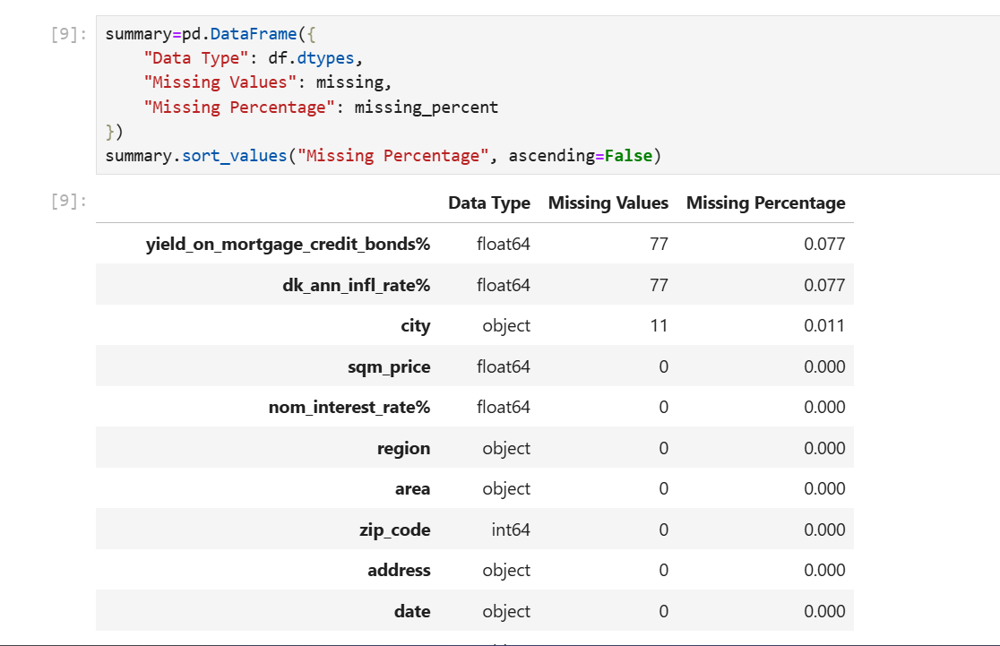 [9]: summary=pd.DataFrame({
    "Data Type": df.dtypes,
    "Missing Values": missing,
    "Missing Percentage": missing_percent
})
summary.sort_values("Missing Percentage", ascending=False)
[9]: Data Type Missing Values Missing Percentage
yield_on_mortgage_credit_bonds% float64 77 0.077
dk_ann_infl_rate% float64 77 0.077
city object 11 0.011
sqm_price float64 0 0.000
nom_interest_rate% float64 0 0.000
region object 0 0.000
area object 0 0.000
zip_code int64 0 0.000
address object 0 0.000
date object 0 0.000